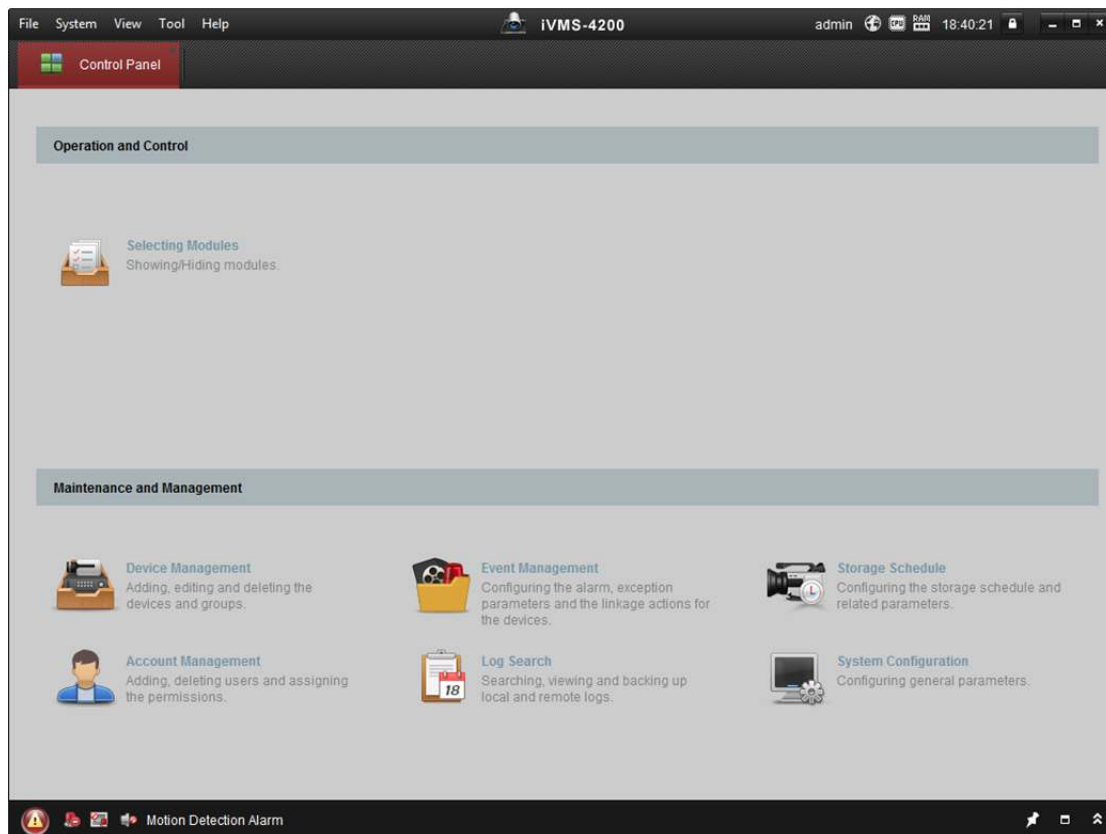 File System View Tool Help iVMS-4200 admin CPU RAM 18:40:21
Control Panel
Operation and Control
Selecting Modules
Showing/Hiding modules.
Maintenance and Management
Device Management
Adding, editing and deleting the
devices and groups.
Event Management
Configuring the alarm, exception
parameters and the linkage actions for
the devices.
Storage Schedule
Configuring the storage schedule and
related parameters.
Account Management
Adding, deleting users and assigning
the permissions.
Log Search
Searching, viewing and backing up
local and remote logs.
18
System Configuration
Configuring general parameters.
Motion Detection Alarm